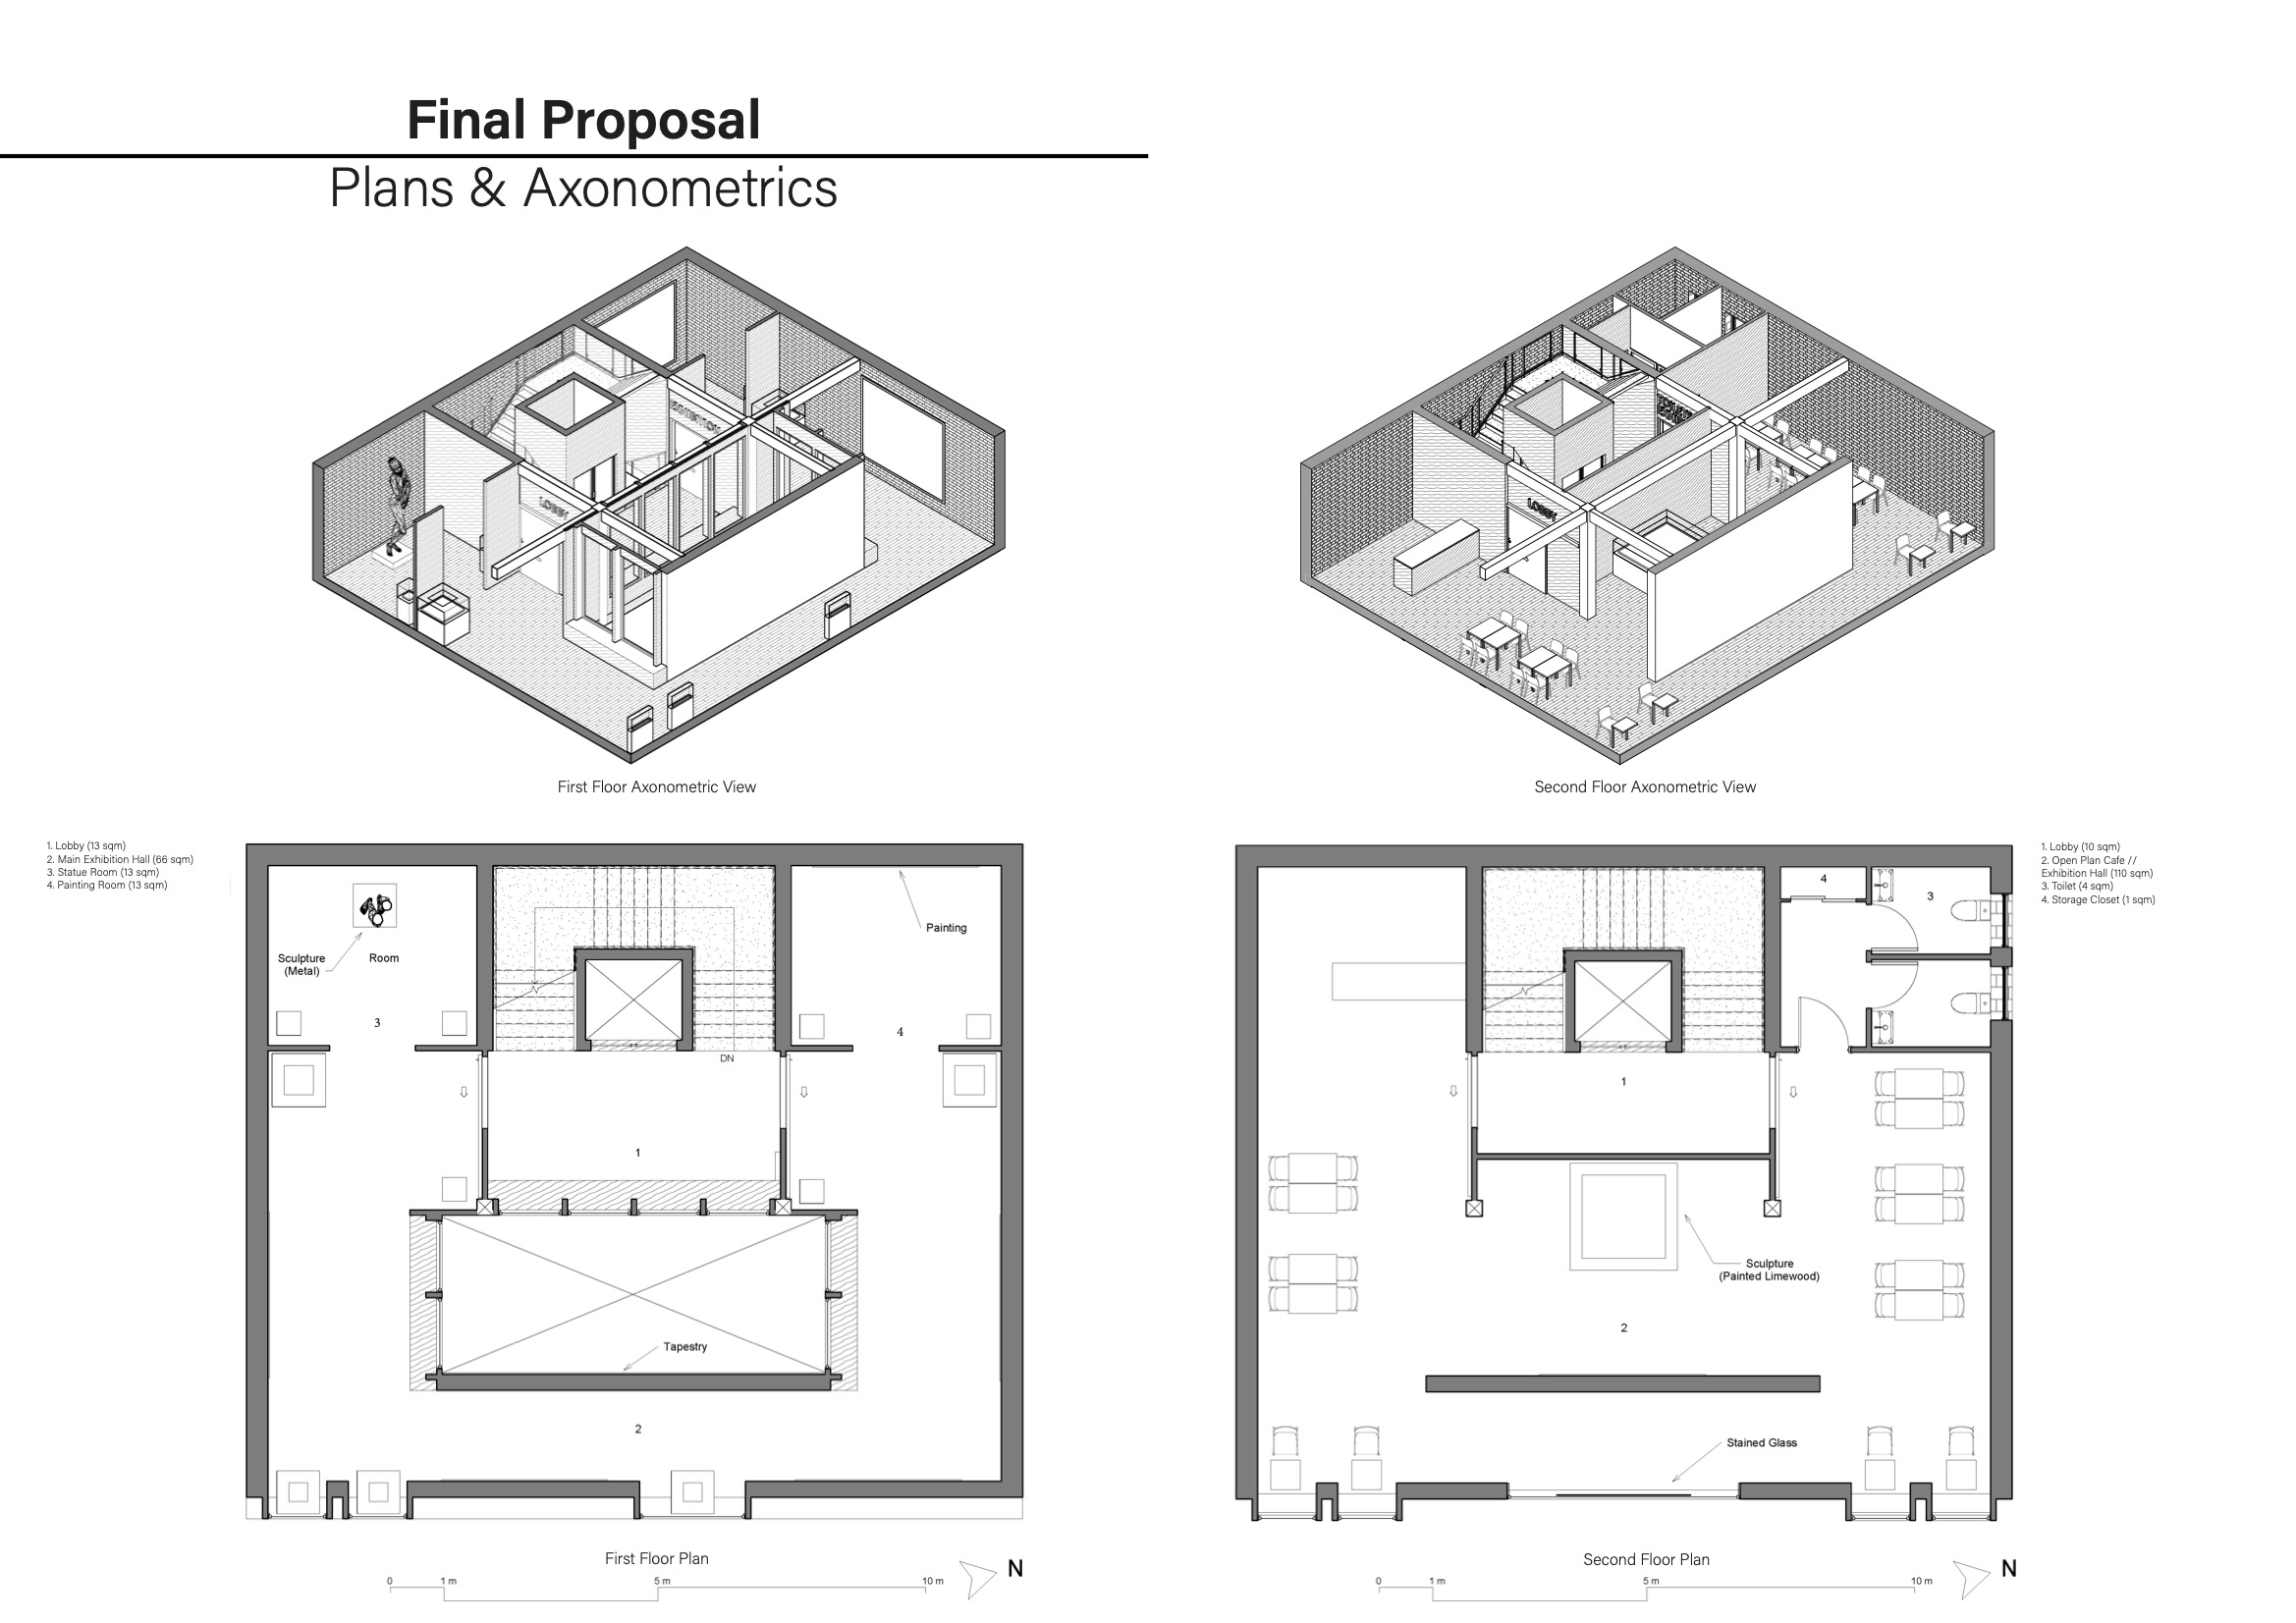 Final Proposal
Plans & Axonometrics
EXHIBITION
LOBBY
LOBBY
First Floor Axonometric View
Second Floor Axonometric View
1. Lobby (13 sqm)
2. Main Exhibition Hall (66 sqm)
3. Statue Room (13 sqm)
4. Painting Room (13 sqm)
Painting
Sculpture
(Metal)
Room
3
4
DN
1
Tapestry
2
First Floor Plan
0
1 m
5 m
10 m
N
1. Lobby (10 sqm)
2. Open Plan Cafe //
Exhibition Hall (110 sqm)
3. Toilet (4 sqm)
4. Storage Closet (1 sqm)
4
3
1
Sculpture
(Painted Limewood)
2
Stained Glass
Second Floor Plan
0
1 m
5 m
10 m
N